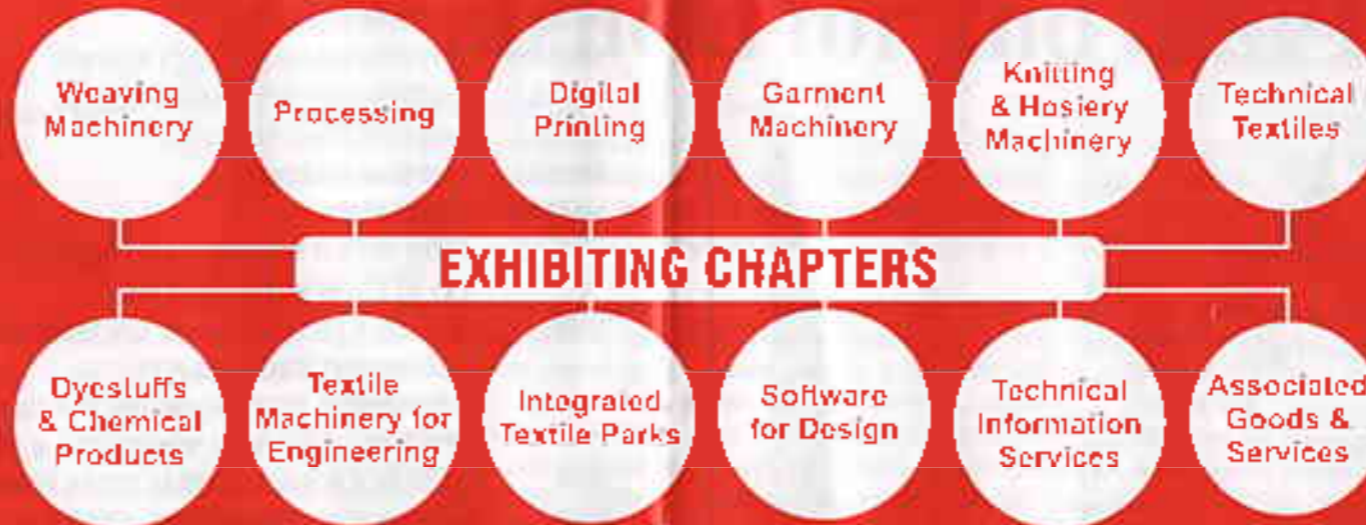 Weaving
Machinery
Processing
Digital
Printing
Garment
Machinery
Knitting
& Hosiery
Machinery
Technical
Textiles
EXHIBITING CHAPTERS
Dyestuffs
& Chemical
Products
Textile
Machinery for
Engineering
Integrated
Textile Parks
Software
for Design
Technical
Information
Services
Associated
Goods &
Services